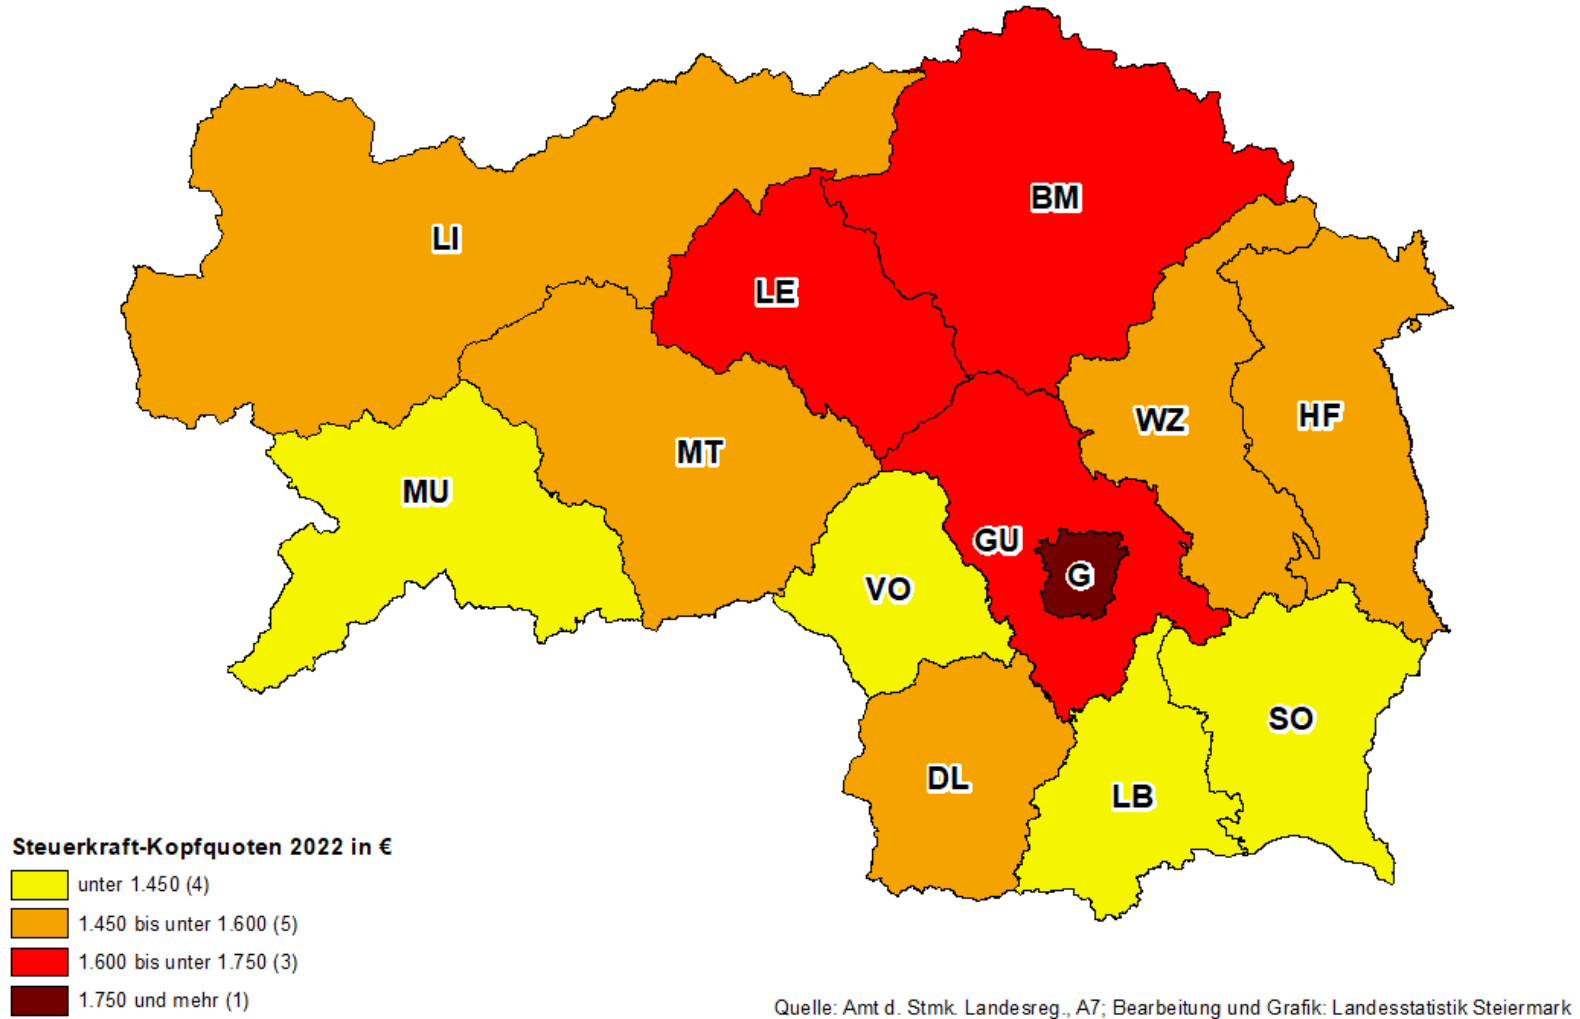 BM
LI
LE
HF
WZ
MT
MU
GU
G
VO
SO
DL
LB
Steuerkraft-Kopfquoten 2022 in €
unter 1.450 (4)
1.450 bis unter 1.600 (5)
1.600 bis unter 1.750 (3)
1.750 und mehr (1)
Quelle: Amt d. Stmk. Landesreg., A7; Bearbeitung und Grafik: Landesstatistik Steiermark